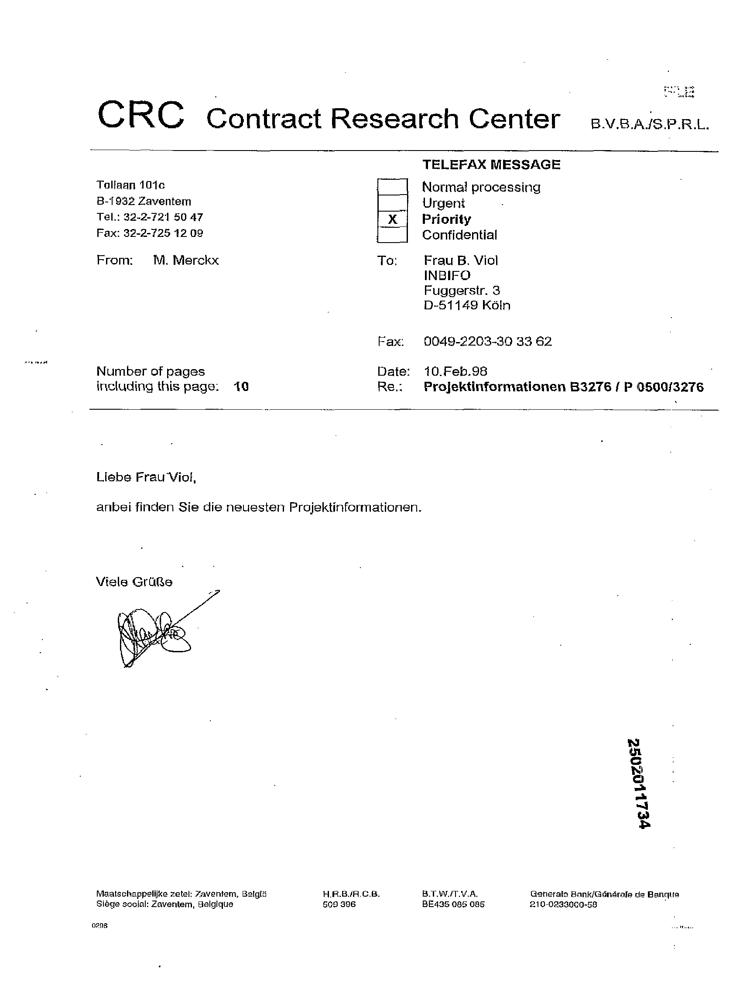 CRC Contract Research Center B.V.B.A./S.P.R.L.
TELEFAX MESSAGE
Tollaan 101c
B-1932 Zaventem
Tel.: 32-2-721 50 47
Fax: 32-2-725 12 09
Normal processing
Urgent
X Priority
Confidential
From: M. Merckx
To: Frau B. Viol
INBIFO
Fuggerstr. 3
D-51149 Köln
Fax: 0049-2203-30 33 62
Number of pages
including this page: 10
Date: 10.Feb.98
Re.: Projektinformationen B3276 / P 0500/3276
Liebe Frau Viol,
anbei finden Sie die neuesten Projektinformationen.
Viele Grüße
2502011734
Maatschappelijke zetel: Zaventem, België
Siège social: Zaventem, Belgique
H.R.B./R.C.B.
509 396
B.T.W./T.V.A.
BE435 085 085
Generale Bank/Générale de Banque
210-0233000-58
0298